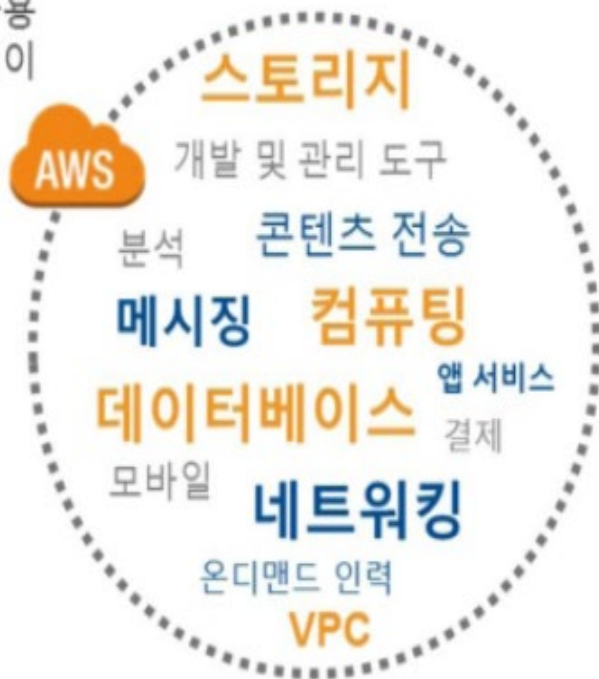 용
이
스토리지
AWS
개발 및 관리 도구
분석
콘텐츠 전송
메시징
컴퓨팅
앱 서비스
데이터베이스
결제
모바일
네트워킹
온디맨드 인력
VPC